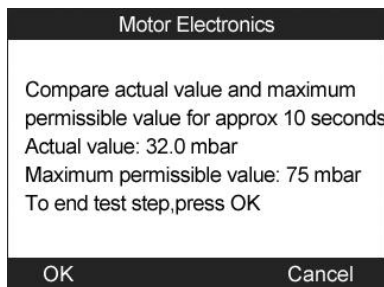 Motor Electronics
Compare actual value and maximum
permissible value for approx 10 seconds
Actual value: 32.0 mbar
Maximum permissible value: 75 mbar
To end test step,press OK
OK Cancel